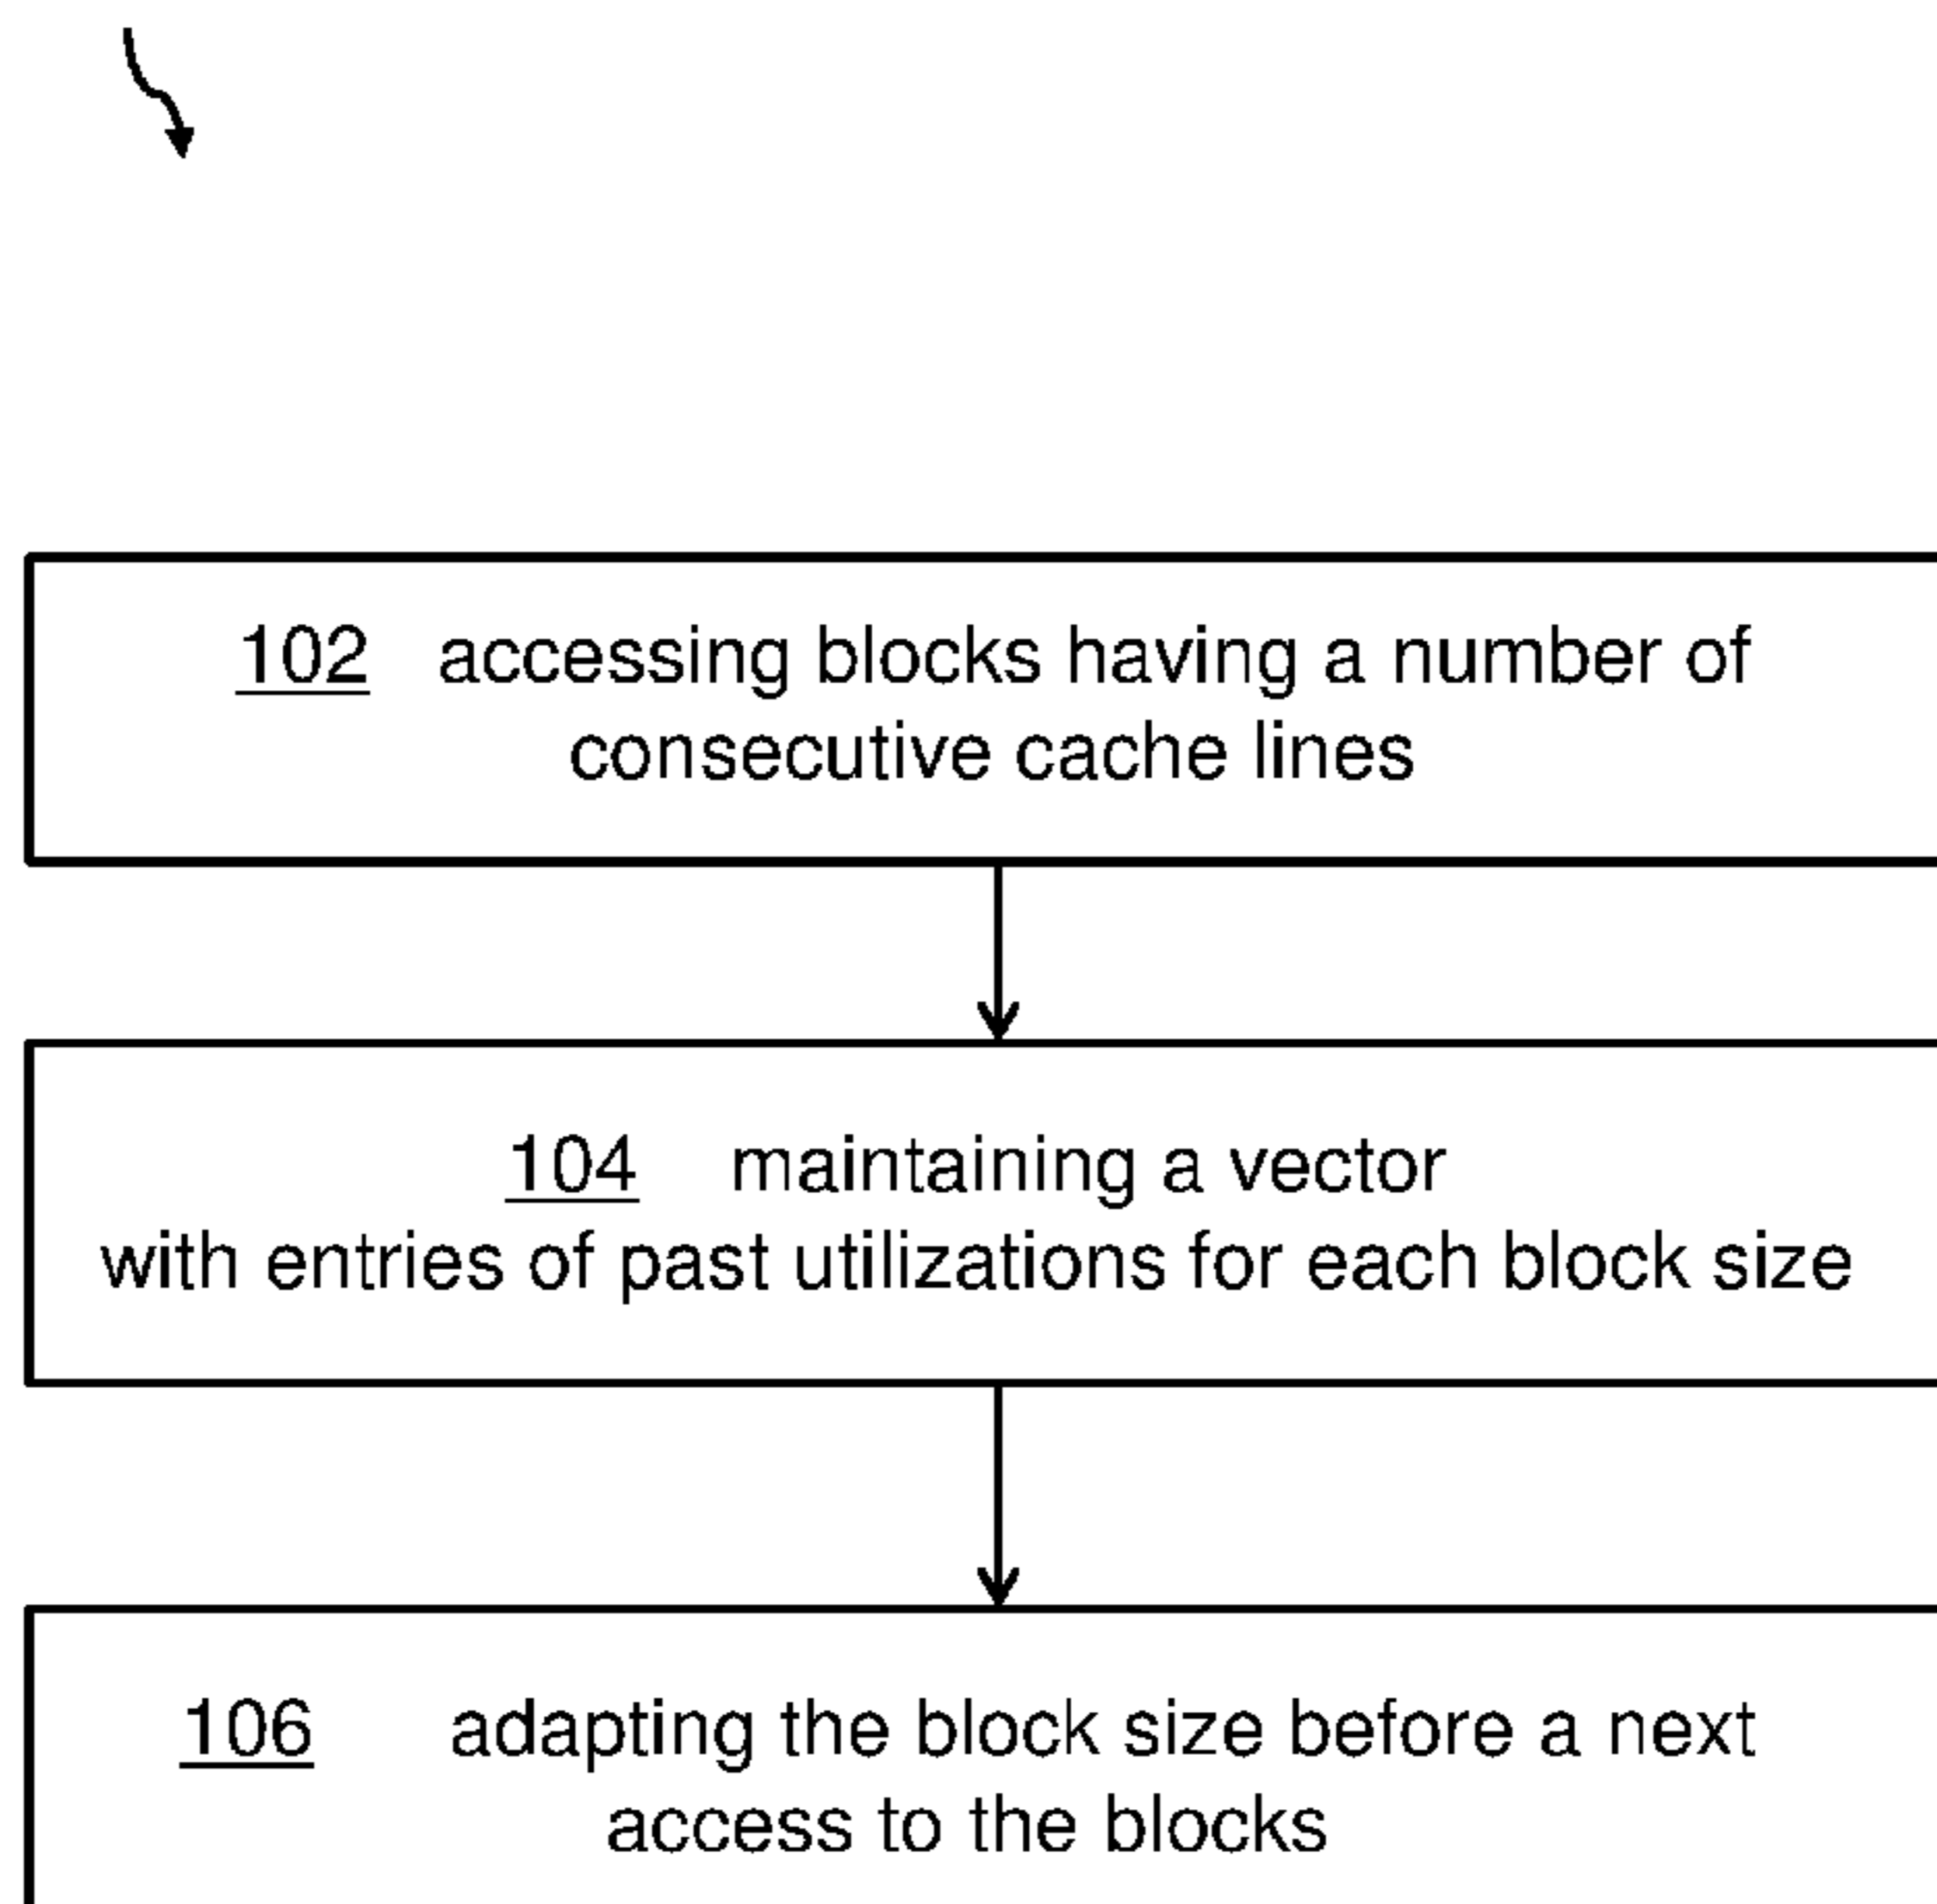 102 accessing blocks having a number of
consecutive cache lines
104 maintaining a vector
with entries of past utilizations for each block size
106 adapting the block size before a next
access to the blocks